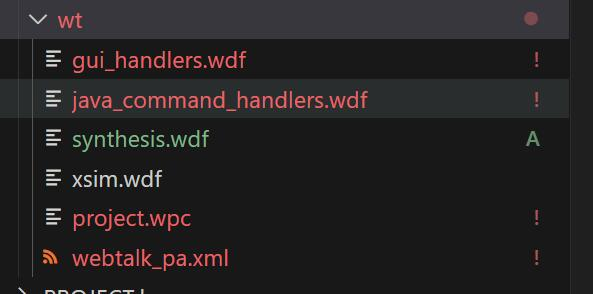 wt
gui_handlers.wdf !
java_command_handlers.wdf !
synthesis.wdf A
xsim.wdf
project.wpc !
webtalk_pa.xml !